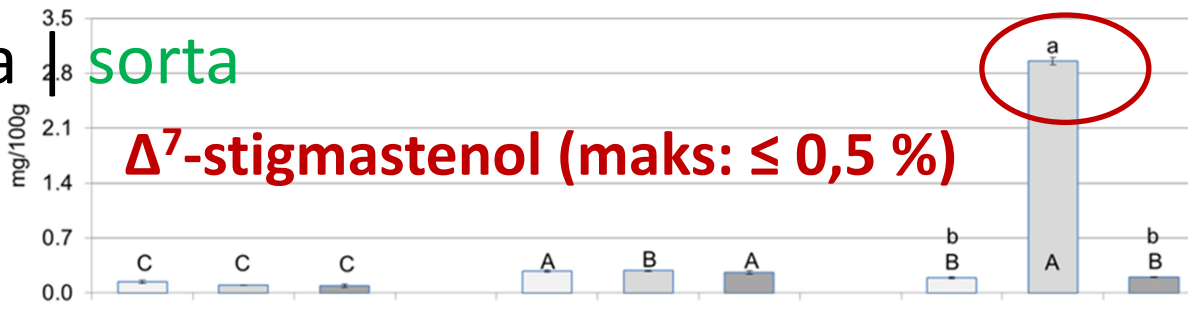 3.5
a | sorta
2.8
a
mg/100g
2.1
Δ⁷-stigmastenol (maks: ≤ 0,5 %)
1.4
0.7
b b
C C C A B A B A B
0.0